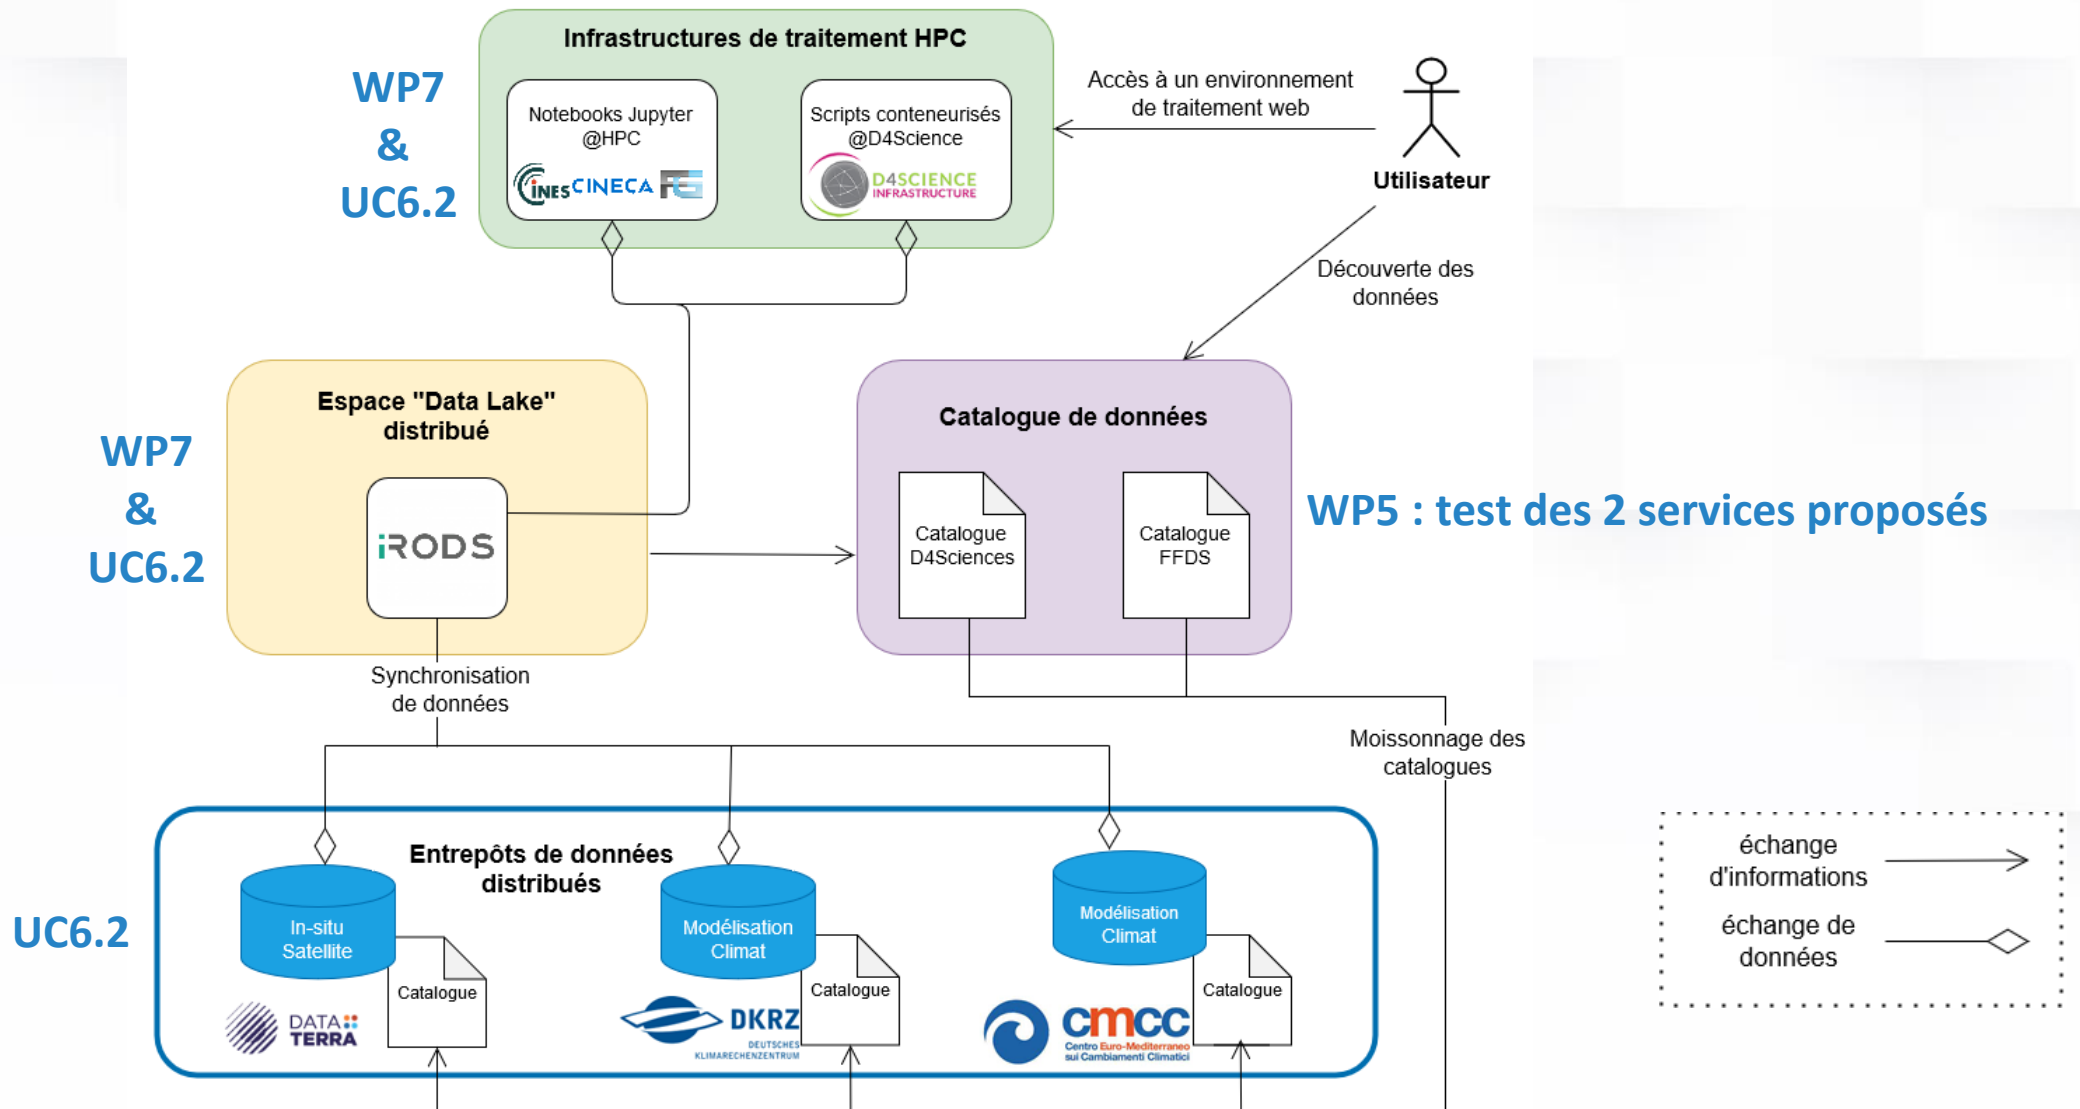 Infrastructures de traitement HPC
WP7
&
UC6.2
Notebooks Jupyter
@HPC
CINES
CINECA
Scripts conteneurisés
@D4Science
D4SCIENCE
INFRASTRUCTURE
Accès à un environnement
de traitement web
Utilisateur
Découverte des
données
WP7
&
UC6.2
Espace "Data Lake"
distribué
iRODS
Catalogue de données
Catalogue
D4Sciences
Catalogue
FFDS
WP5 : test des 2 services proposés
Synchronisation
de données
Moissonnage des
catalogues
UC6.2
Entrepôts de données
distribués
In-situ
Satellite
Catalogue
DATA
TERRA
Modélisation
Climat
Catalogue
DKRZ
DEUTSCHES
KLIMARECHENZENTRUM
Modélisation
Climat
Catalogue
cmcc
Centro Euro-Mediterraneo
sui Cambiamenti Climatici
échange
d'informations
échange de
données